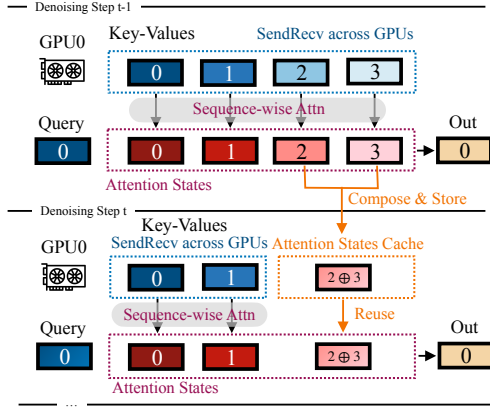 Denoising Step t-1
Key-Values SendRecv across GPUs
GPU0
0 1 2 3
Sequence-wise Attn
Query Out
0 0 1 2 3 0
Attention States
Compose & Store
Denoising Step t
Key-Values
GPU0 SendRecv across GPUs Attention States Cache
0 1 2 ⊕ 3
Sequence-wise Attn Reuse
Query Out
0 0 1 2 ⊕ 3 0
Attention States
...